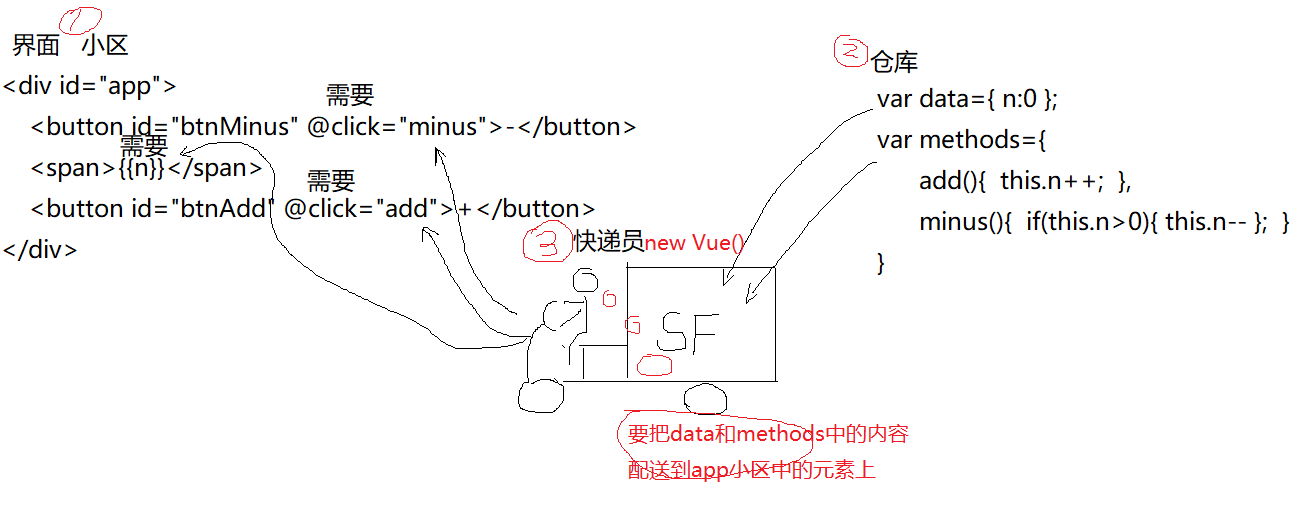 ① 界面 小区
<div id="app">
需要
<button id="btnMinus" @click="minus">-</button>
需要
<span>{{n}}</span>
需要
<button id="btnAdd" @click="add">+</button>
</div>
② 仓库
var data={ n:0 };
var methods={
add(){ this.n++; },
minus(){ if(this.n>0){ this.n-- }; }
}
③ 快递员new Vue()
SF
要把data和methods中的内容
配送到app小区中的元素上